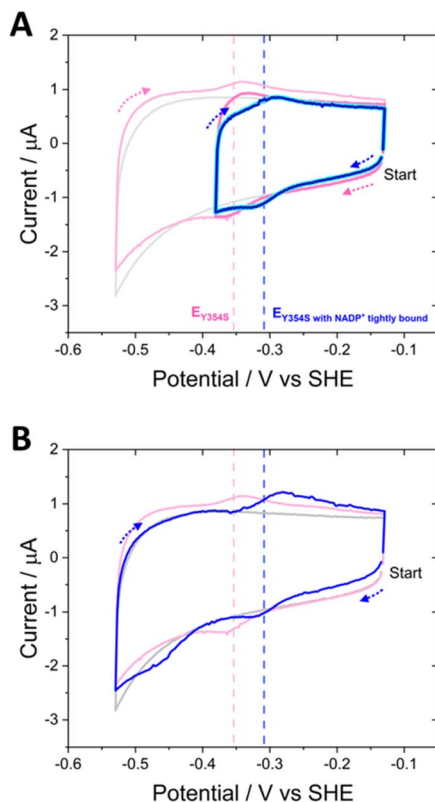 A
2
1
0
-1
-2
-3
Current / µA
Start
E Y354S
E Y354S with NADP⁺ tightly bound
-0.6 -0.5 -0.4 -0.3 -0.2 -0.1
Potential / V vs SHE
B
2
1
0
-1
-2
-3
Current / µA
Start
-0.6 -0.5 -0.4 -0.3 -0.2 -0.1
Potential / V vs SHE